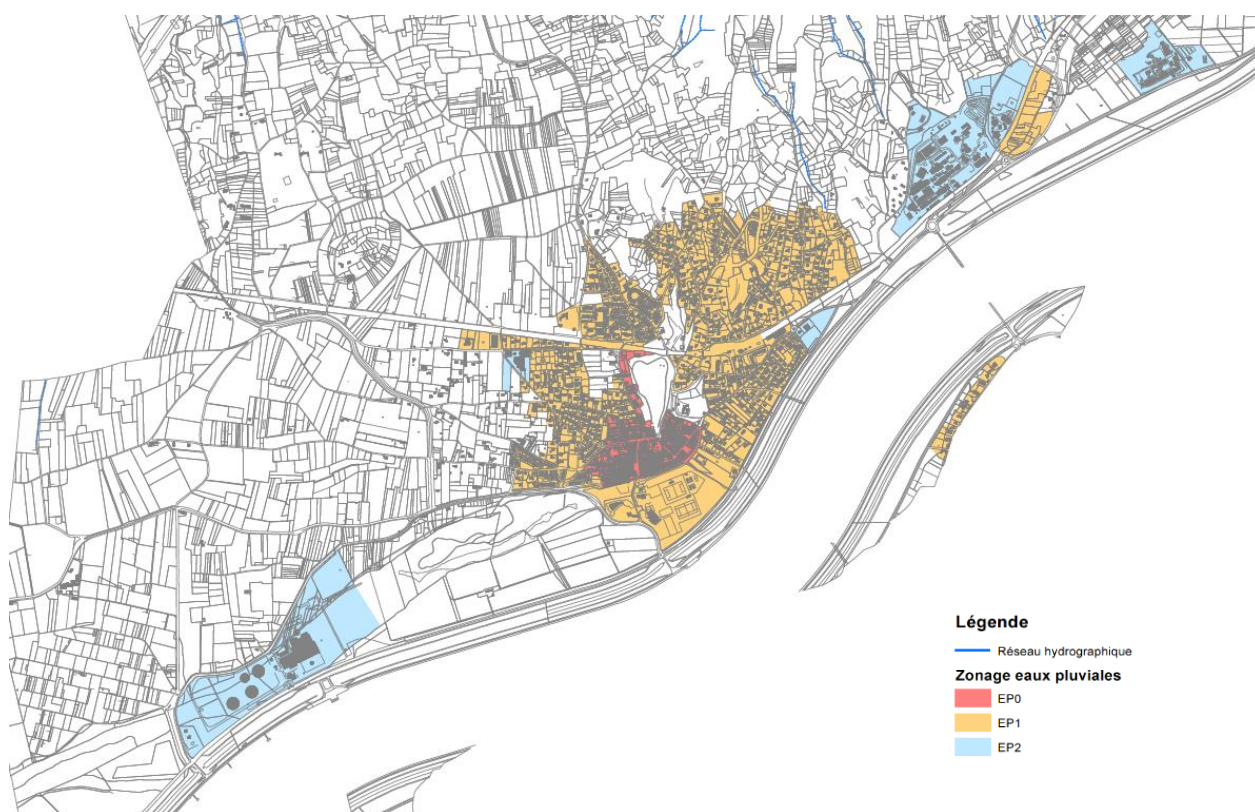 Légende
Réseau hydrographique
Zonage eaux pluviales
EP0
EP1
EP2